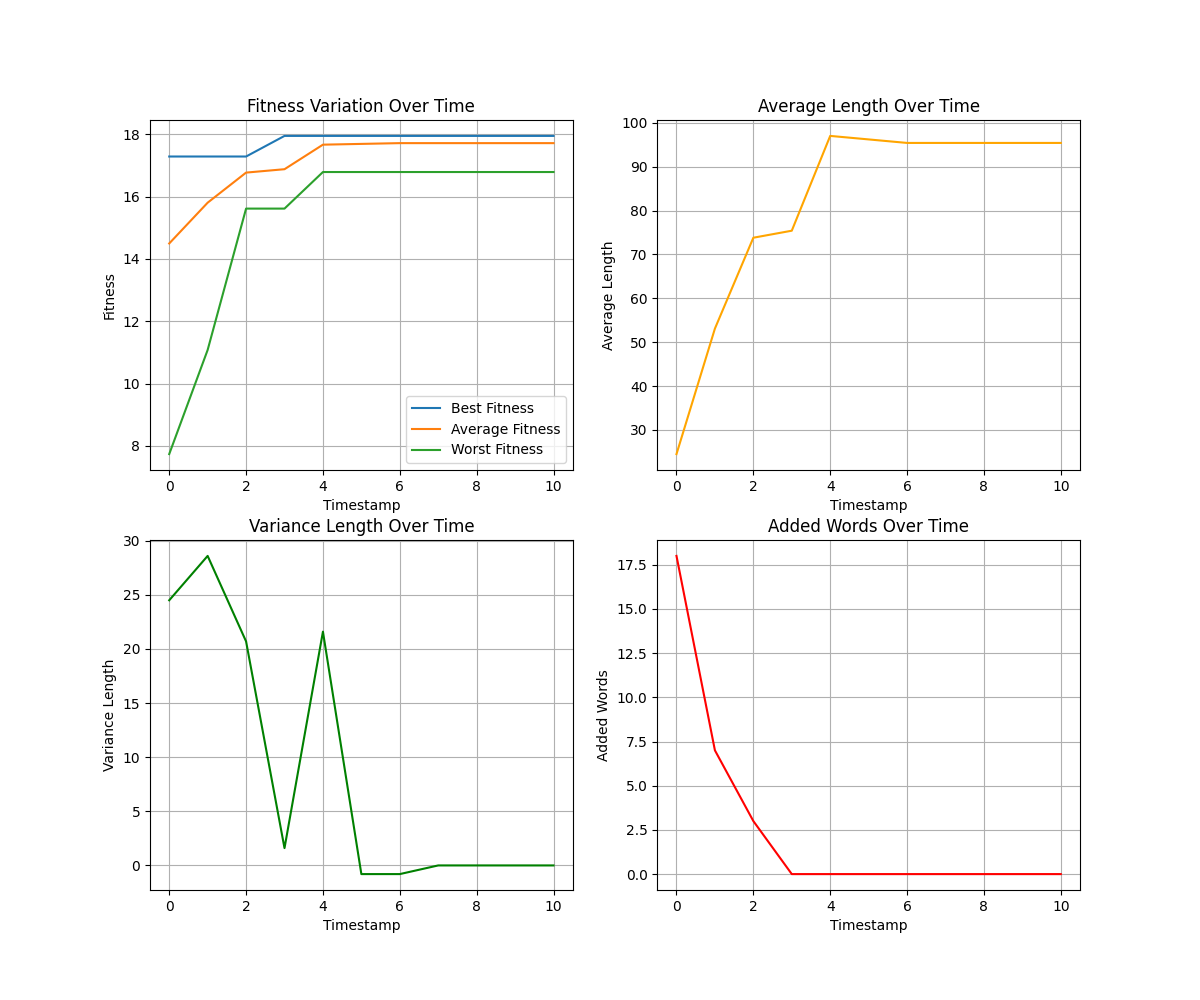 Fitness Variation Over Time
18
16
14
12
10
8
Fitness
Best Fitness
Average Fitness
Worst Fitness
0 2 4 6 8 10
Timestamp
Average Length Over Time
100
90
80
70
60
50
40
30
Average Length
0 2 4 6 8 10
Timestamp
Variance Length Over Time
30
25
20
15
10
5
0
Variance Length
0 2 4 6 8 10
Timestamp
Added Words Over Time
17.5
15.0
12.5
10.0
7.5
5.0
2.5
0.0
Added Words
0 2 4 6 8 10
Timestamp